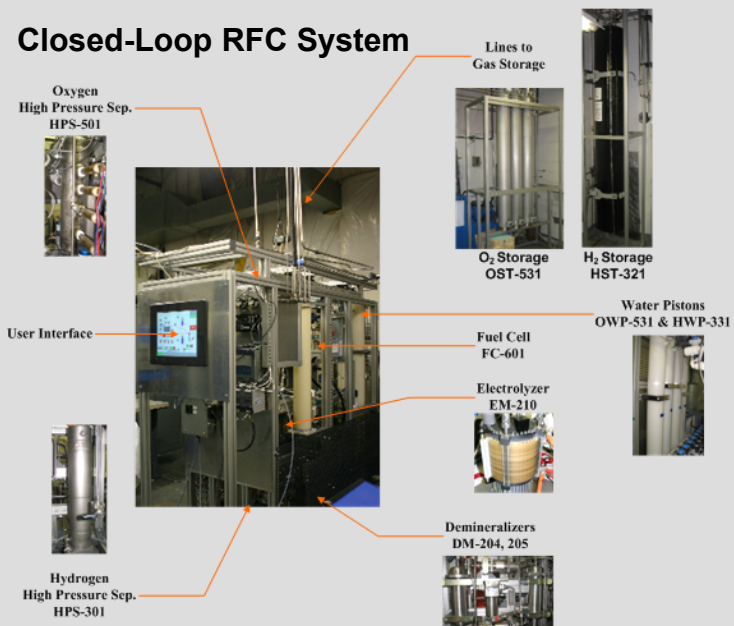 Closed-Loop RFC System
Lines to
Gas Storage
Oxygen
High Pressure Sep.
HPS-501
O₂ Storage
OST-531
H₂ Storage
HST-321
Water Pistons
OWP-531 & HWP-331
User Interface
Fuel Cell
FC-601
Electrolyzer
EM-210
Demineralizers
DM-204, 205
Hydrogen
High Pressure Sep.
HPS-301